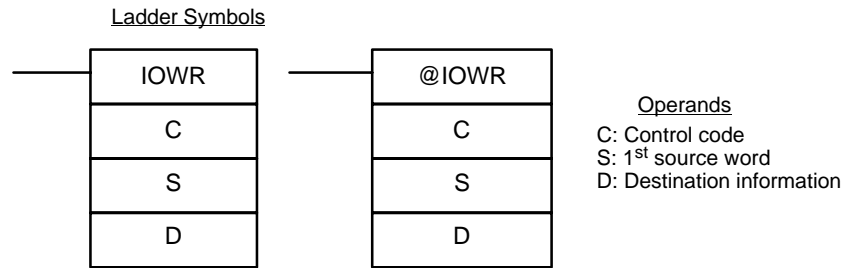 Ladder Symbols
IOWR
C
S
D
@IOWR
C
S
D
Operands
C: Control code
S: 1st source word
D: Destination information